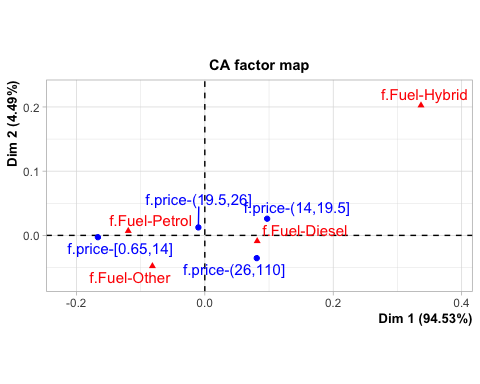 CA factor map
f.Fuel-Hybrid
0.2
0.1
0.0
f.price-(19.5,26]
f.price-(14,19.5]
f.Fuel-Petrol
f.Fuel-Diesel
f.price-[0.65,14]
f.price-(26,110]
f.Fuel-Other
-0.2
0.0
0.2
0.4
Dim 1 (94.53%)
Dim 2 (4.49%)